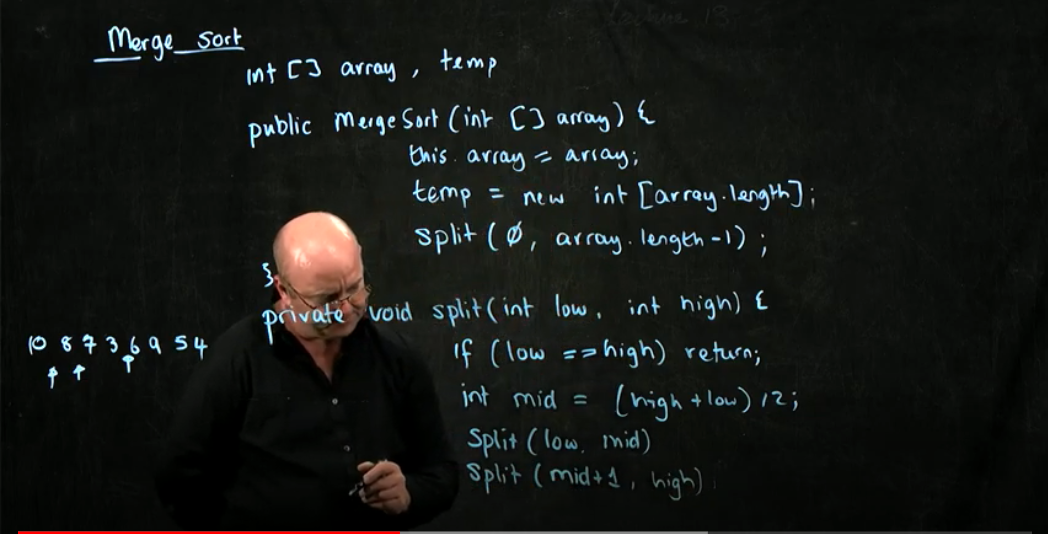 Lecture 13
Merge Sort
int [] array , temp
public MergeSort (int [] array) {
this. array = array;
temp = new int [array.length];
split (0, array. length-1) ;
}
private void split(int low, int high) {
10 8 7 3 6 9 5 4
if (low == high) return;
int mid = (high + low) / 2;
split (low, mid)
split (mid+1, high)